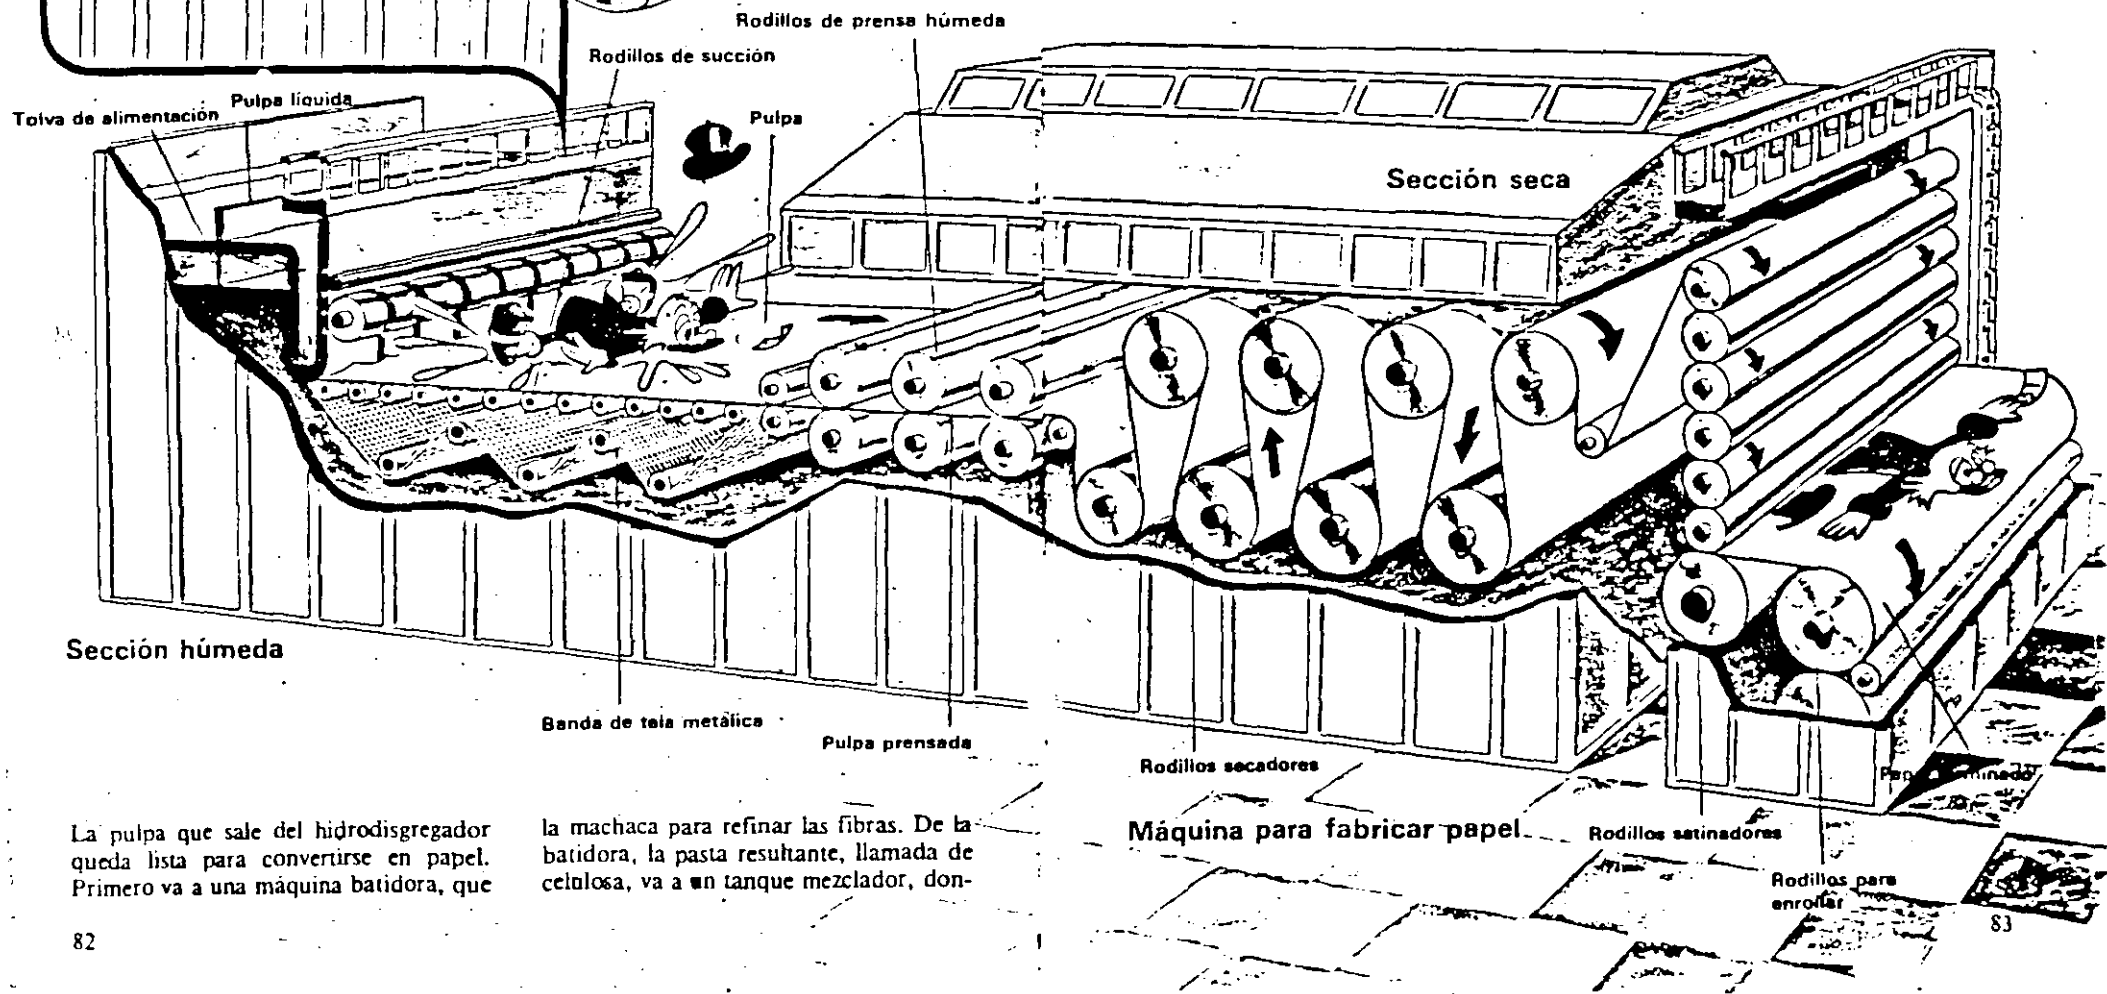 Rodillos de prensa húmeda
Rodillos de succión
Pulpa líquida
Tolva de alimentación
Pulpa
Sección seca
Sección húmeda
Banda de tela metálica
Pulpa prensada
Rodillos secadores
Máquina para fabricar papel
Rodillos satinadores
Rodillos para
enrollar
La pulpa que sale del hidrodisgregador
queda lista para convertirse en papel.
Primero va a una máquina batidora, que
la machaca para refinar las fibras. De la
batidora, la pasta resultante, llamada de
celulosa, va a un tanque mezclador, don-
82
83